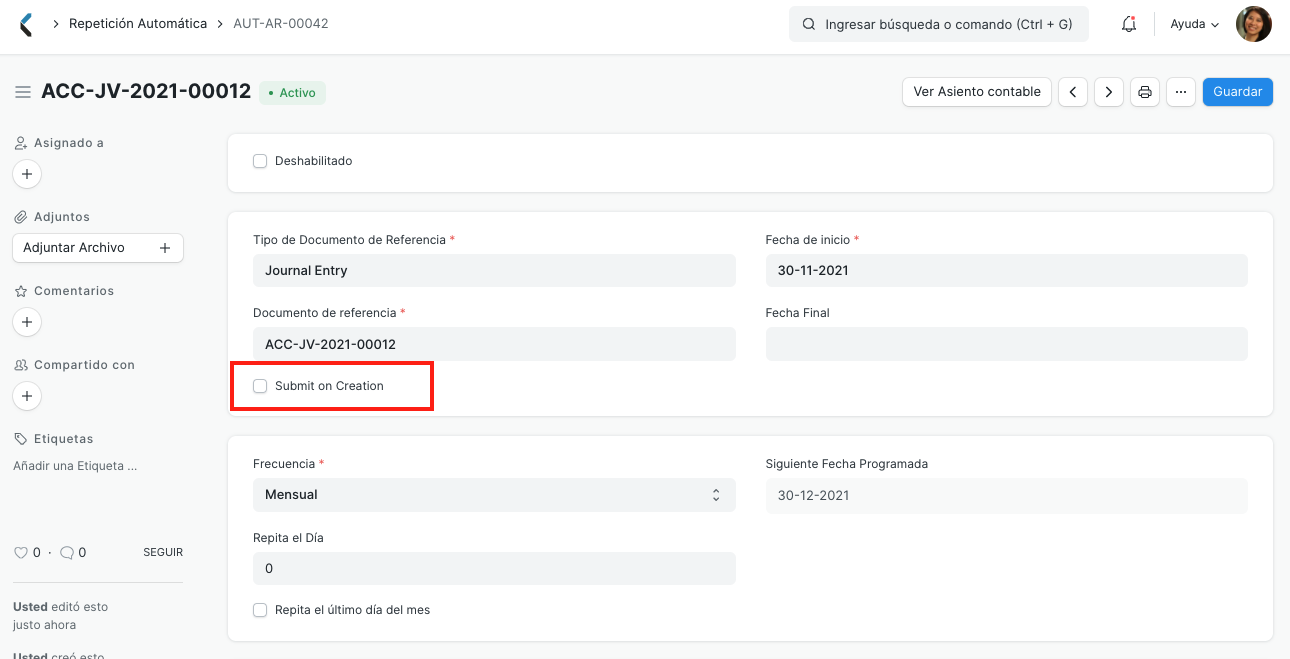 Repetición Automática
AUT-AR-00042
Ingresar búsqueda o comando (Ctrl + G)
Ayuda
ACC-JV-2021-00012
Activo
Ver Asiento contable
···
Guardar
Asignado a
Adjuntos
Adjuntar Archivo
Comentarios
Compartido con
Etiquetas
Añadir una Etiqueta ...
0 · 0
SEGUIR
Usted editó esto
justo ahora
Usted creó esto
Deshabilitado
Tipo de Documento de Referencia *
Journal Entry
Fecha de inicio *
30-11-2021
Documento de referencia *
ACC-JV-2021-00012
Fecha Final
Submit on Creation
Frecuencia *
Mensual
Siguiente Fecha Programada
30-12-2021
Repita el Día
0
Repita el último día del mes